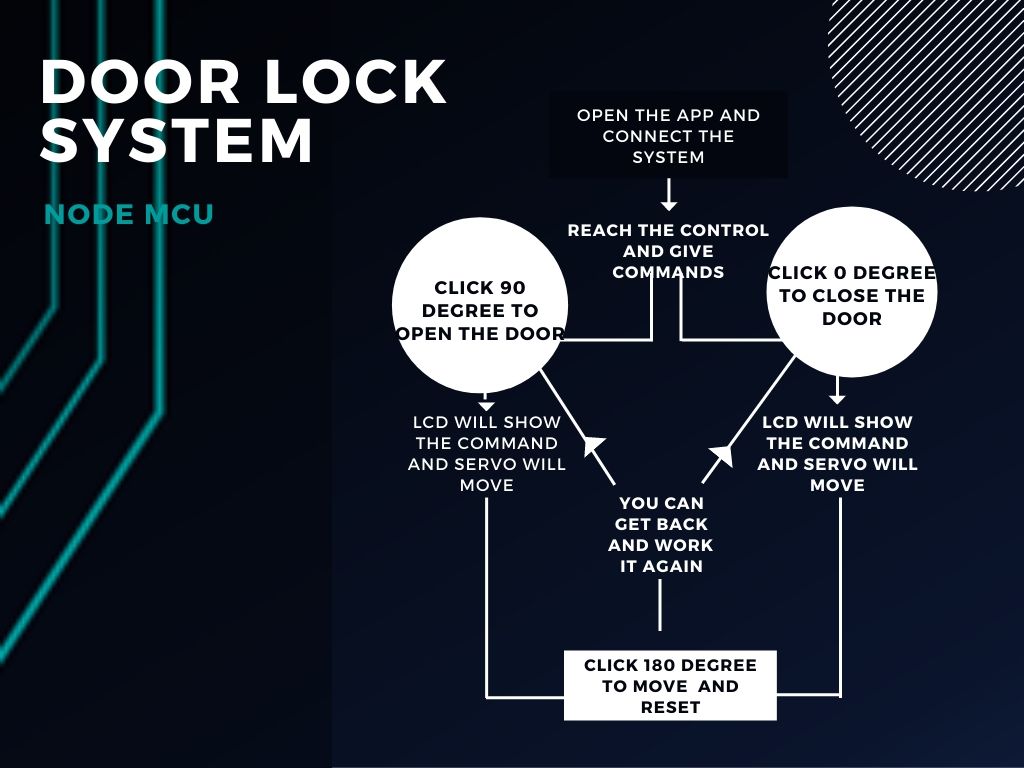 DOOR LOCK
SYSTEM
NODE MCU
OPEN THE APP AND
CONNECT THE
SYSTEM
REACH THE CONTROL
AND GIVE
COMMANDS
CLICK 90
DEGREE TO
OPEN THE DOOR
CLICK 0 DEGREE
TO CLOSE THE
DOOR
LCD WILL SHOW
THE COMMAND
AND SERVO WILL
MOVE
LCD WILL SHOW
THE COMMAND
AND SERVO WILL
MOVE
YOU CAN
GET BACK
AND WORK
IT AGAIN
CLICK 180 DEGREE
TO MOVE  AND
RESET